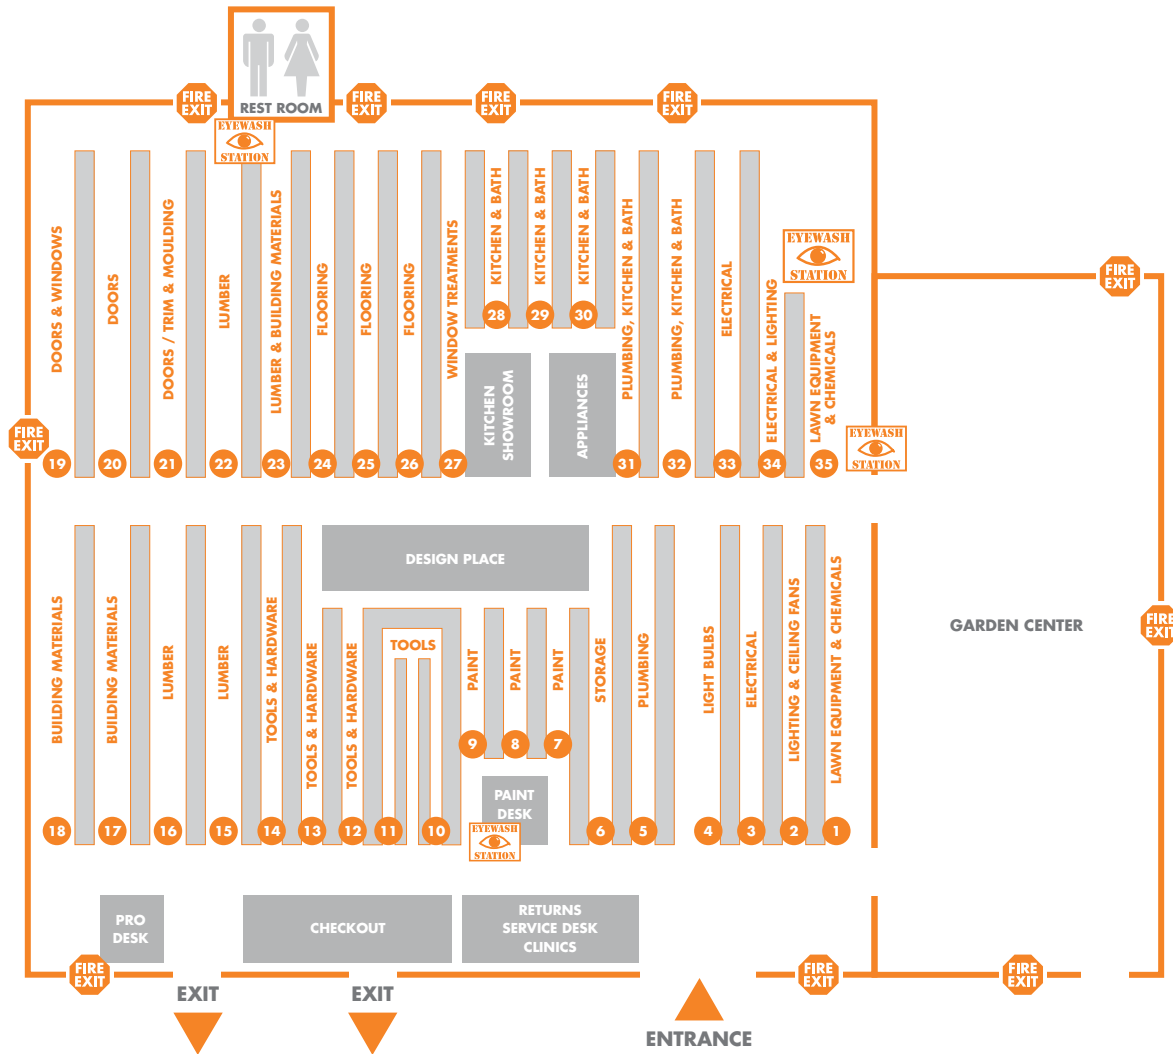 REST ROOM
FIRE
EXIT
FIRE
EXIT
FIRE
EXIT
FIRE
EXIT
EYEWASH
STATION
DOORS & WINDOWS
DOORS
DOORS / TRIM & MOULDING
LUMBER
LUMBER & BUILDING MATERIALS
FLOORING
FLOORING
FLOORING
WINDOW TREATMENTS
KITCHEN & BATH
KITCHEN & BATH
KITCHEN & BATH
PLUMBING, KITCHEN & BATH
PLUMBING, KITCHEN & BATH
ELECTRICAL
ELECTRICAL & LIGHTING
LAWN EQUIPMENT
& CHEMICALS
EYEWASH
STATION
FIRE
EXIT
28
29
30
KITCHEN
SHOWROOM
APPLIANCES
FIRE
EXIT
EYEWASH
STATION
19
20
21
22
23
24
25
26
27
31
32
33
34
35
DESIGN PLACE
BUILDING MATERIALS
BUILDING MATERIALS
LUMBER
LUMBER
TOOLS & HARDWARE
TOOLS & HARDWARE
TOOLS & HARDWARE
TOOLS
PAINT
PAINT
PAINT
STORAGE
PLUMBING
LIGHT BULBS
ELECTRICAL
LIGHTING & CEILING FANS
LAWN EQUIPMENT & CHEMICALS
GARDEN CENTER
FIRE
EXIT
9
8
7
PAINT
DESK
EYEWASH
STATION
18
17
16
15
14
13
12
11
10
6
5
4
3
2
1
PRO
DESK
CHECKOUT
RETURNS
SERVICE DESK
CLINICS
FIRE
EXIT
FIRE
EXIT
FIRE
EXIT
EXIT
EXIT
ENTRANCE